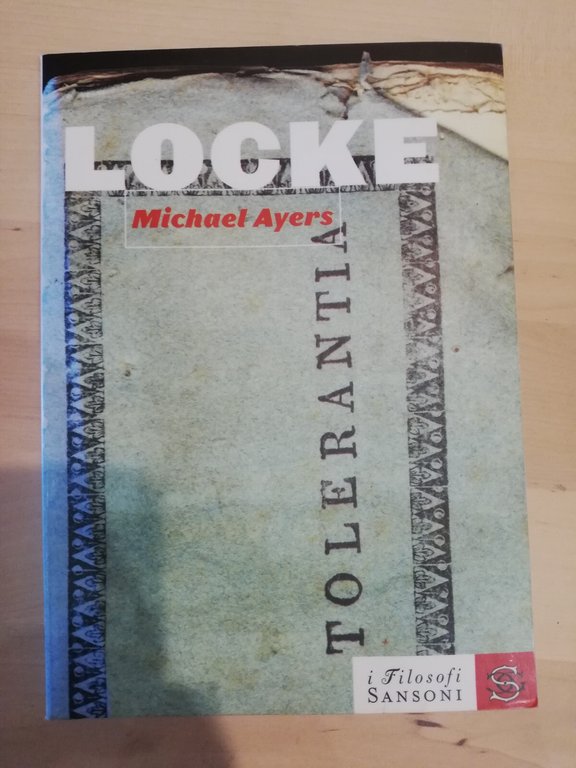 LOCKE
Michael Ayers
TOLERANTIA
i Filosofi
SANSONI